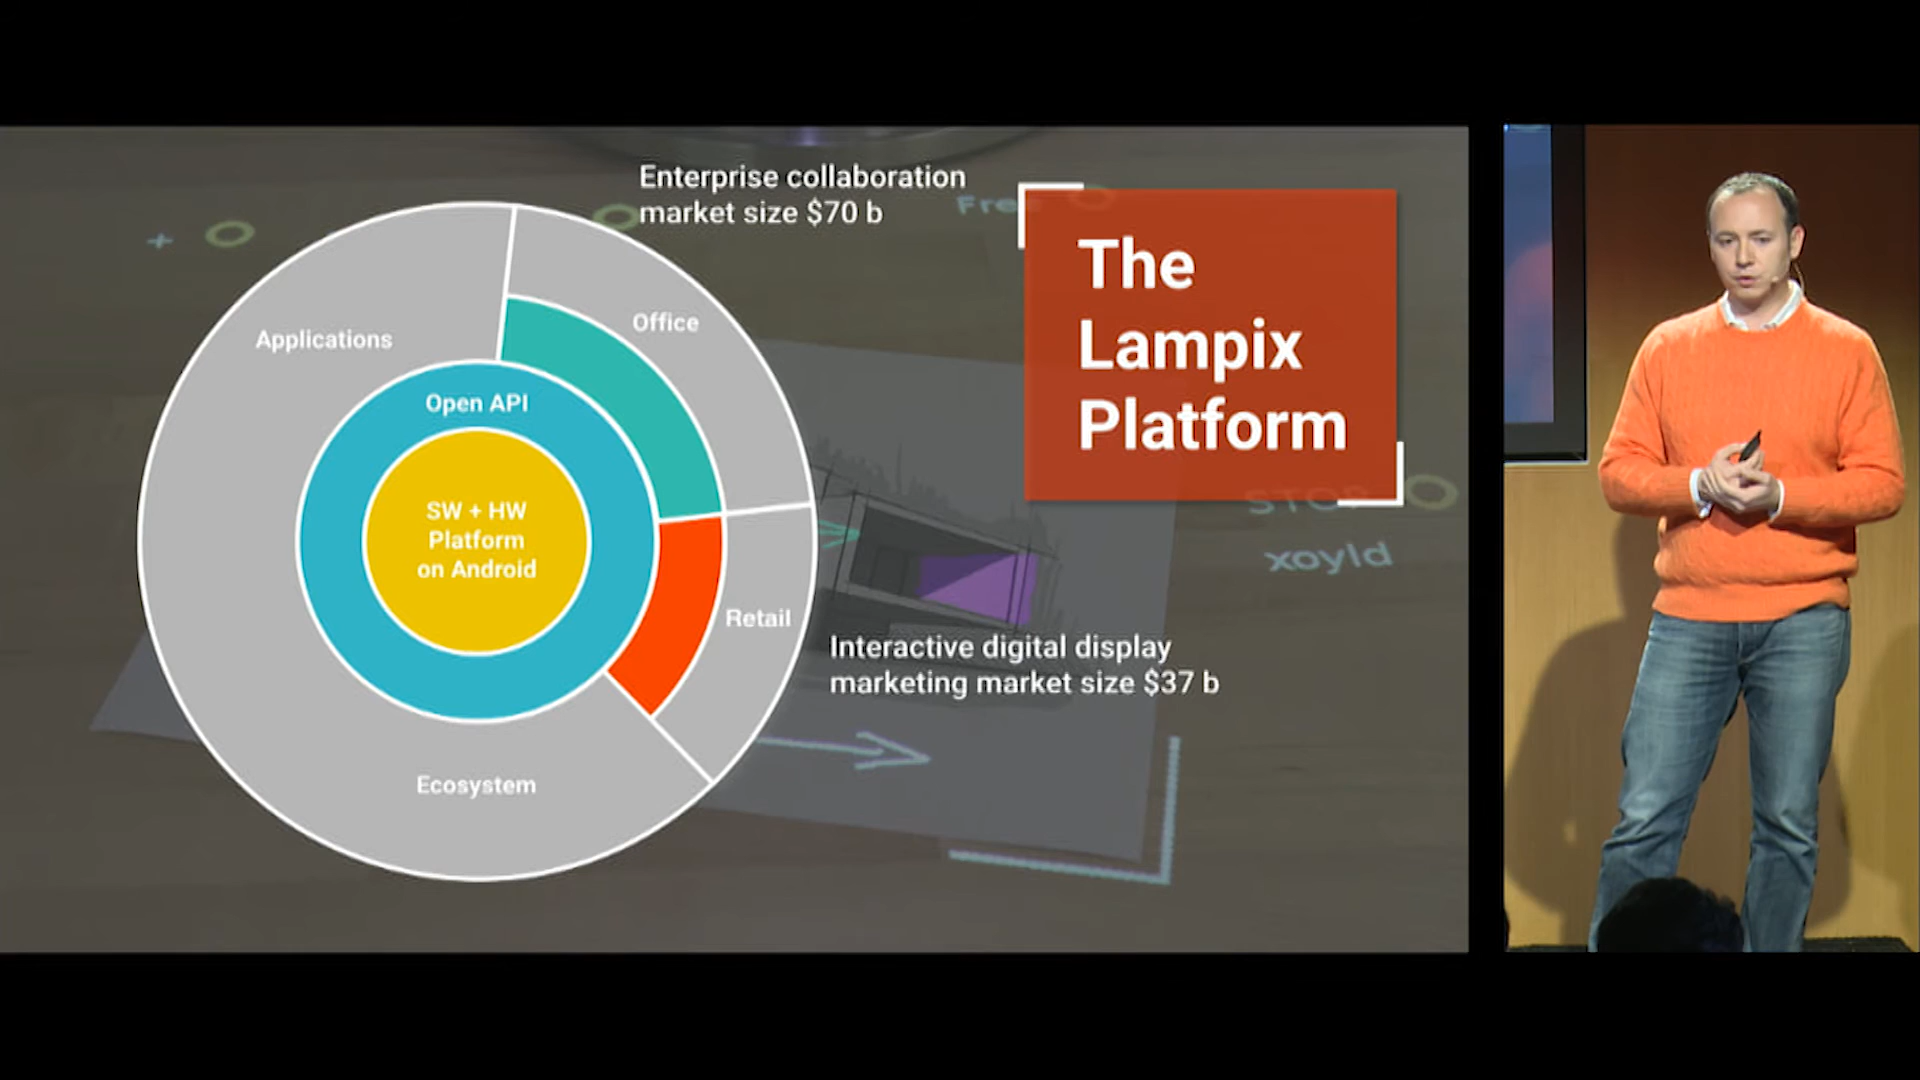 Enterprise collaboration
market size $70 b
The
Lampix
Platform
Applications
Office
Open API
SW + HW
Platform
on Android
Retail
Interactive digital display
marketing market size $37 b
Ecosystem
xoyld